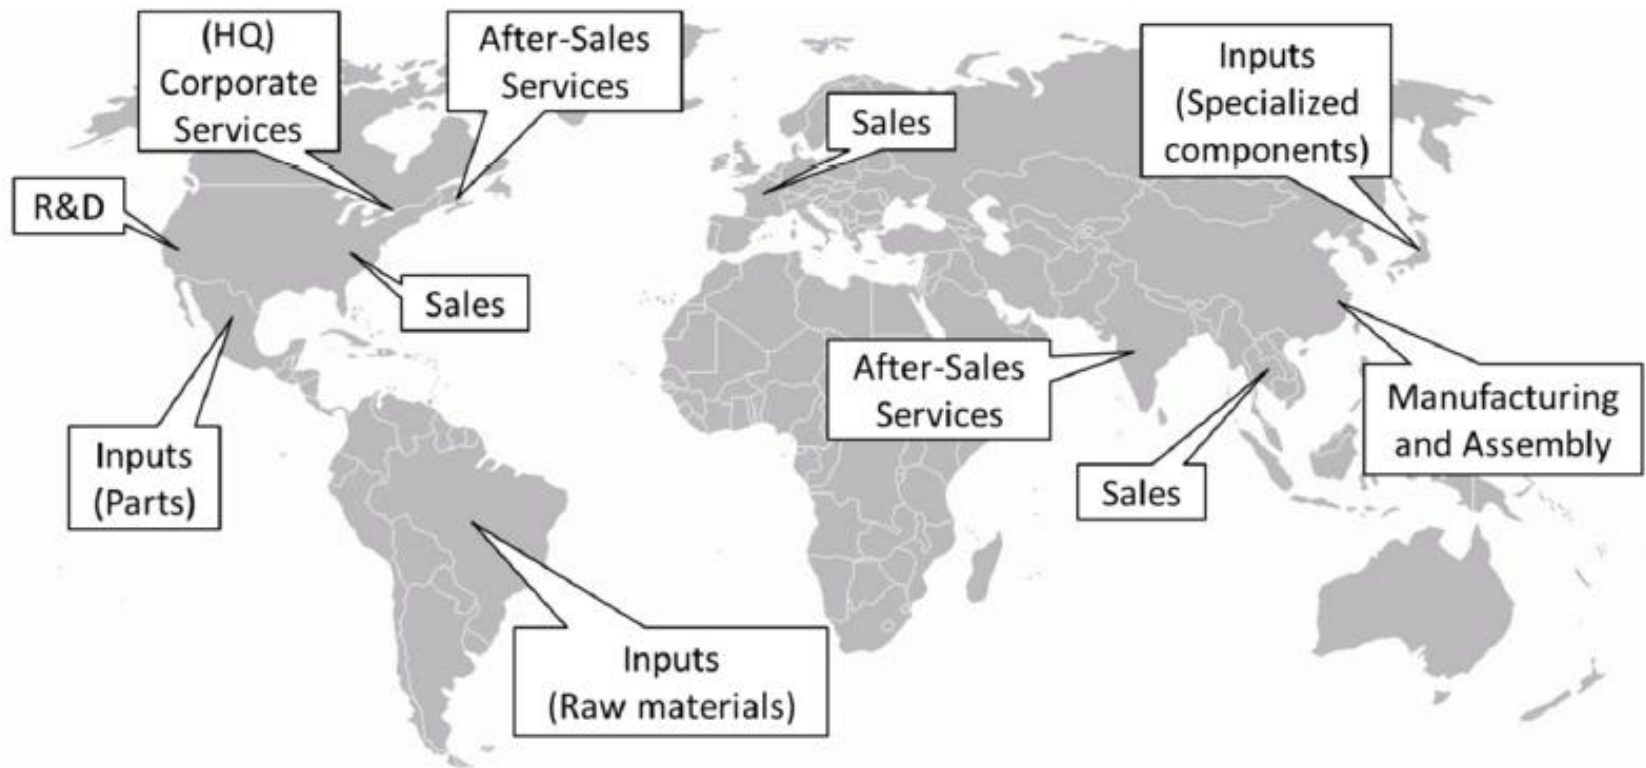 (HQ)
Corporate
Services
After-Sales
Services
Sales
Inputs
(Specialized
components)
R&D
Sales
After-Sales
Services
Manufacturing
and Assembly
Inputs
(Parts)
Sales
Inputs
(Raw materials)